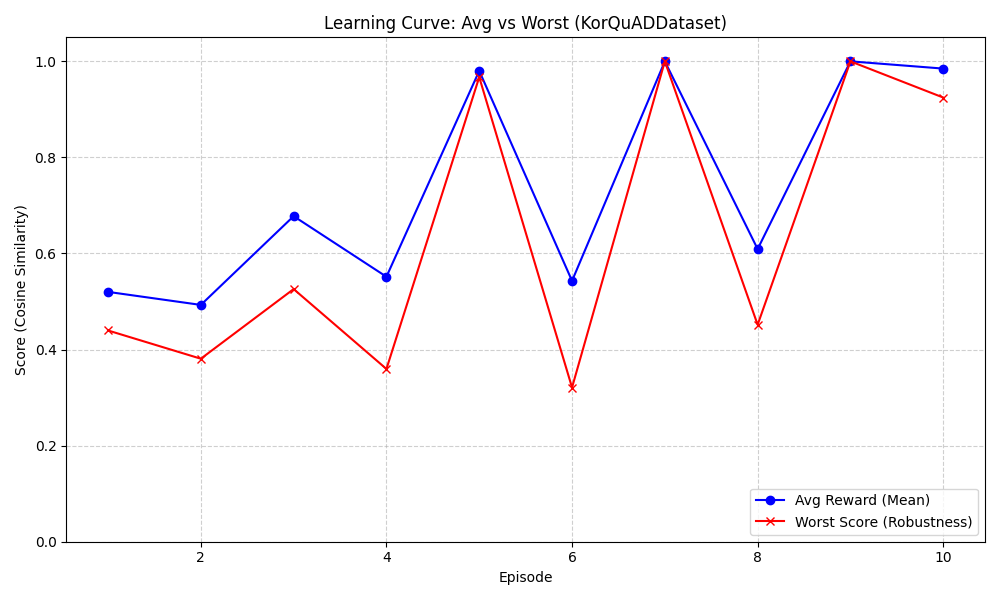 Learning Curve: Avg vs Worst (KorQuADDataset)
Score (Cosine Similarity)
1.0
0.8
0.6
0.4
0.2
0.0
2
4
6
8
10
Episode
Avg Reward (Mean)
Worst Score (Robustness)